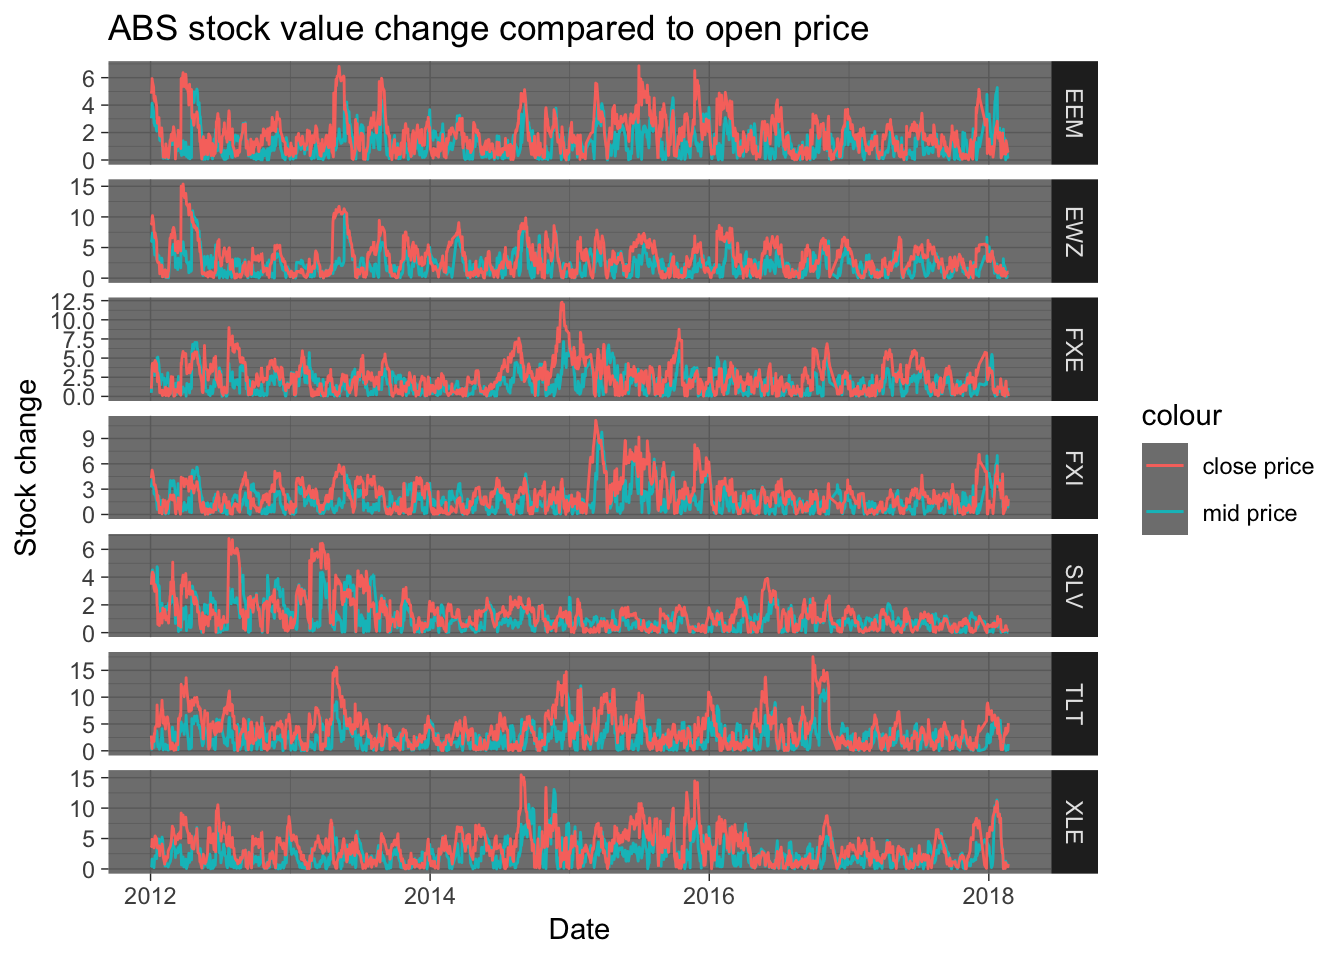 ABS stock value change compared to open price
Stock change
6
4
2
0
EEM
15
10
5
0
EWZ
12.5
10.0
7.5
5.0
2.5
0.0
FXE
9
6
3
0
FXI
6
4
2
0
SLV
15
10
5
0
TLT
15
10
5
0
XLE
2012
2014
2016
2018
Date
colour
close price
mid price